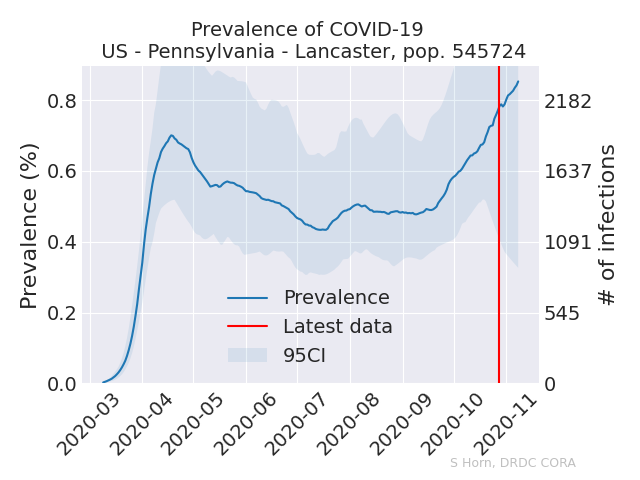 Prevalence of COVID-19
US - Pennsylvania - Lancaster, pop. 545724
Prevalence (%)
0.8
0.6
0.4
0.2
0.0
2182
1637
1091
545
0
# of infections
Prevalence
Latest data
95CI
2020-03
2020-04
2020-05
2020-06
2020-07
2020-08
2020-09
2020-10
2020-11
S Horn, DRDC CORA